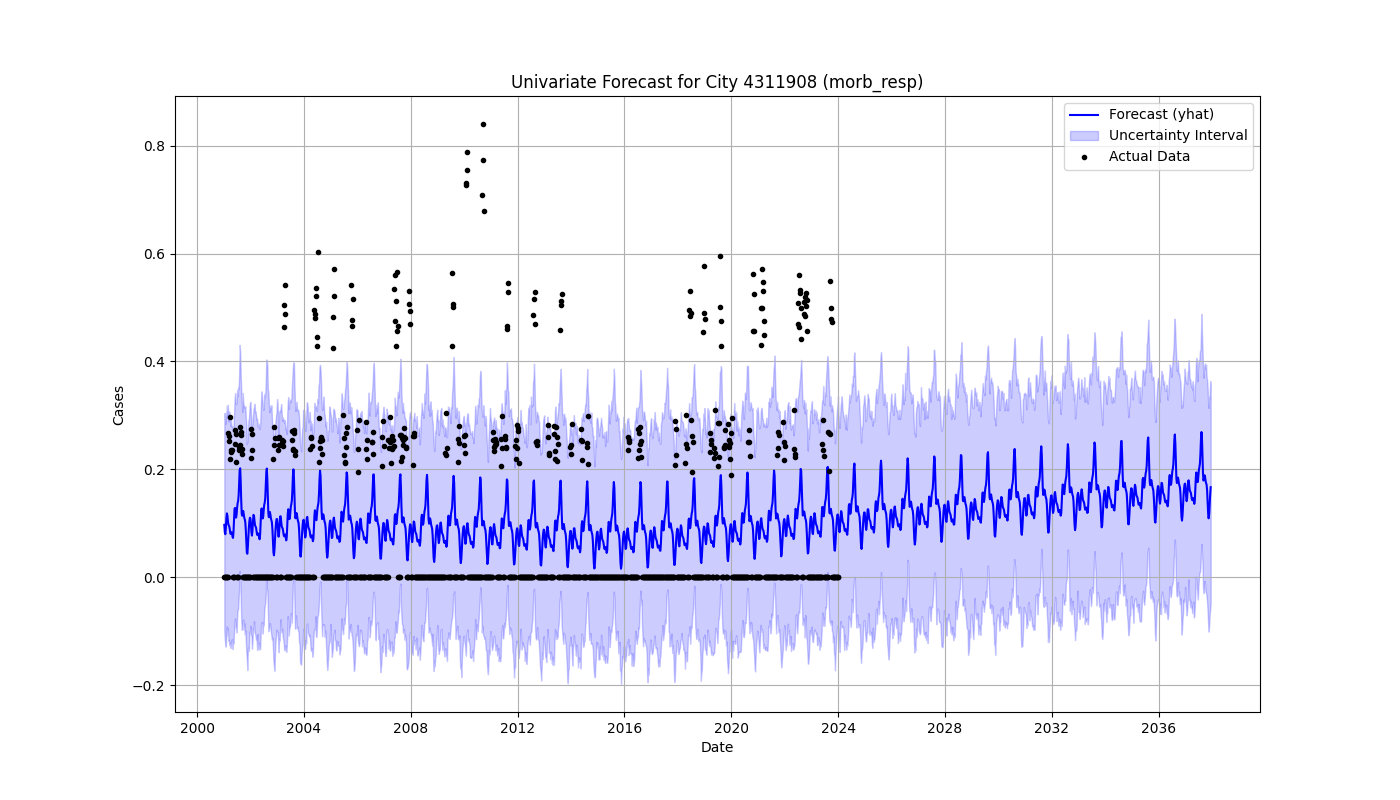 Univariate Forecast for City 4311908 (morb_resp)
Forecast (yhat)
Uncertainty Interval
Actual Data
Cases
0.8
0.6
0.4
0.2
0.0
−0.2
2000 2004 2008 2012 2016 2020 2024 2028 2032 2036
Date